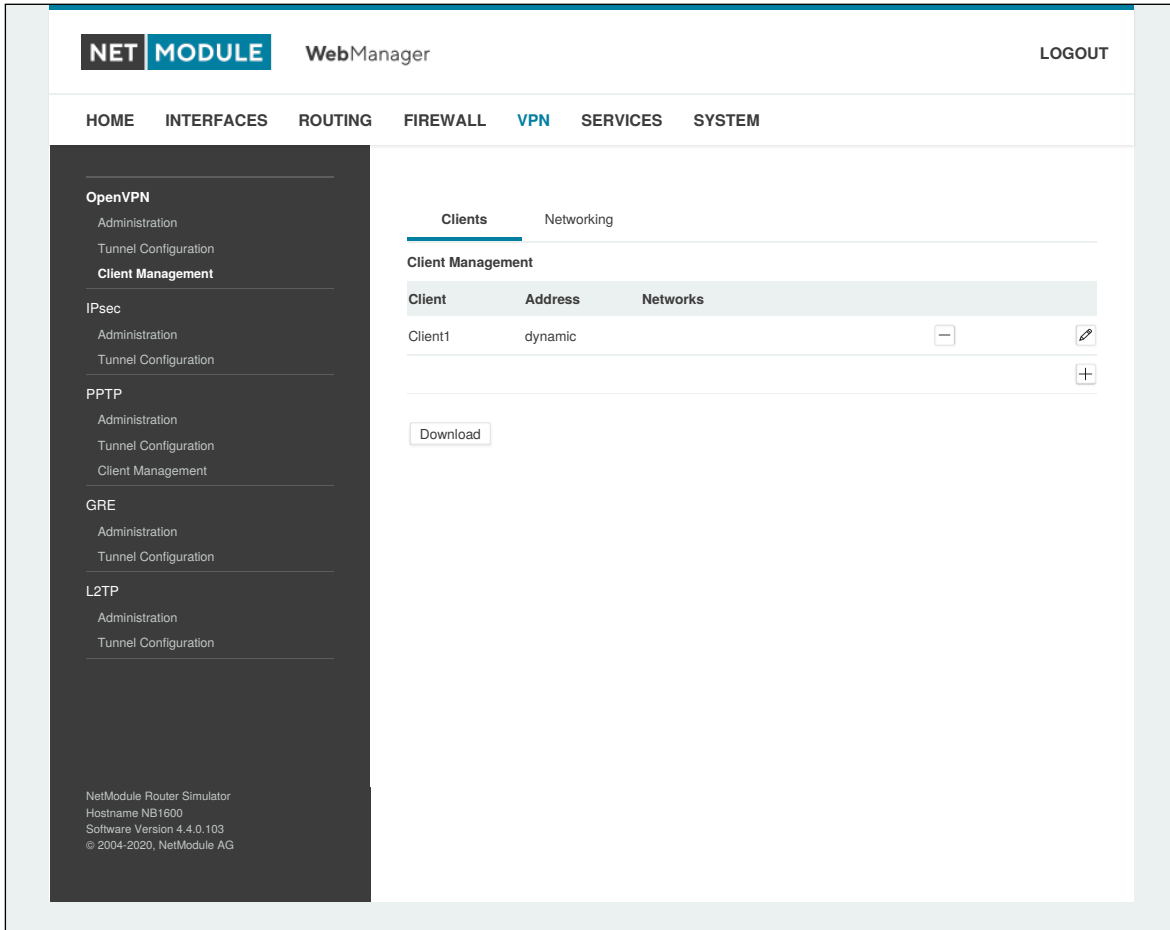 NET MODULE WebManager LOGOUT
HOME INTERFACES ROUTING FIREWALL VPN SERVICES SYSTEM
OpenVPN
Administration
Tunnel Configuration
Client Management
IPsec
Administration
Tunnel Configuration
PPTP
Administration
Tunnel Configuration
Client Management
GRE
Administration
Tunnel Configuration
L2TP
Administration
Tunnel Configuration
NetModule Router Simulator
Hostname NB1600
Software Version 4.4.0.103
© 2004-2020, NetModule AG
Clients Networking
Client Management
Client Address Networks
Client1 dynamic
Download